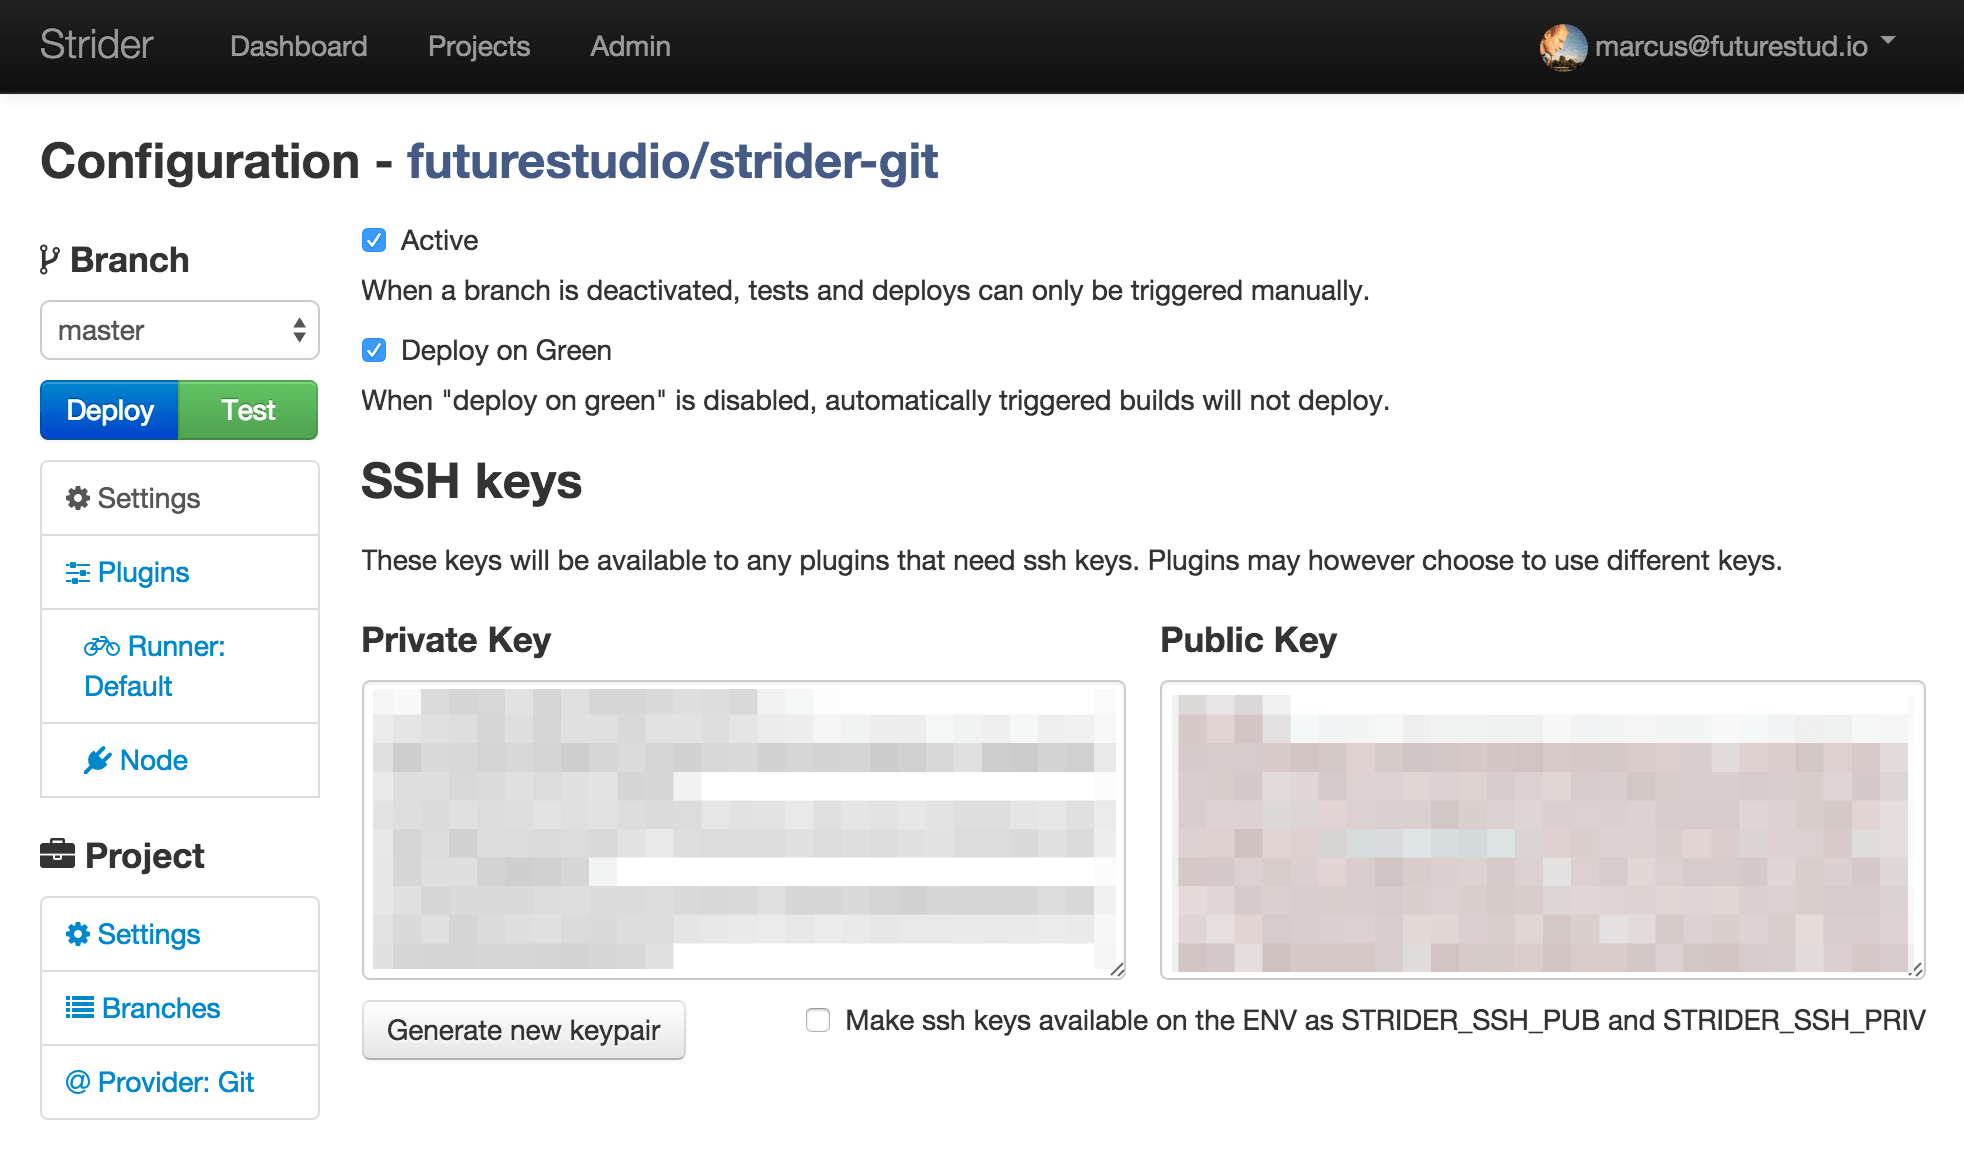 Strider Dashboard Projects Admin marcus@futurestud.io
Configuration - futurestudio/strider-git
Branch
master
Deploy Test
Settings
Plugins
Runner:
Default
Node
Project
Settings
Branches
@ Provider: Git
Active
When a branch is deactivated, tests and deploys can only be triggered manually.
Deploy on Green
When "deploy on green" is disabled, automatically triggered builds will not deploy.
SSH keys
These keys will be available to any plugins that need ssh keys. Plugins may however choose to use different keys.
Private Key
Public Key
Generate new keypair
Make ssh keys available on the ENV as STRIDER_SSH_PUB and STRIDER_SSH_PRIV